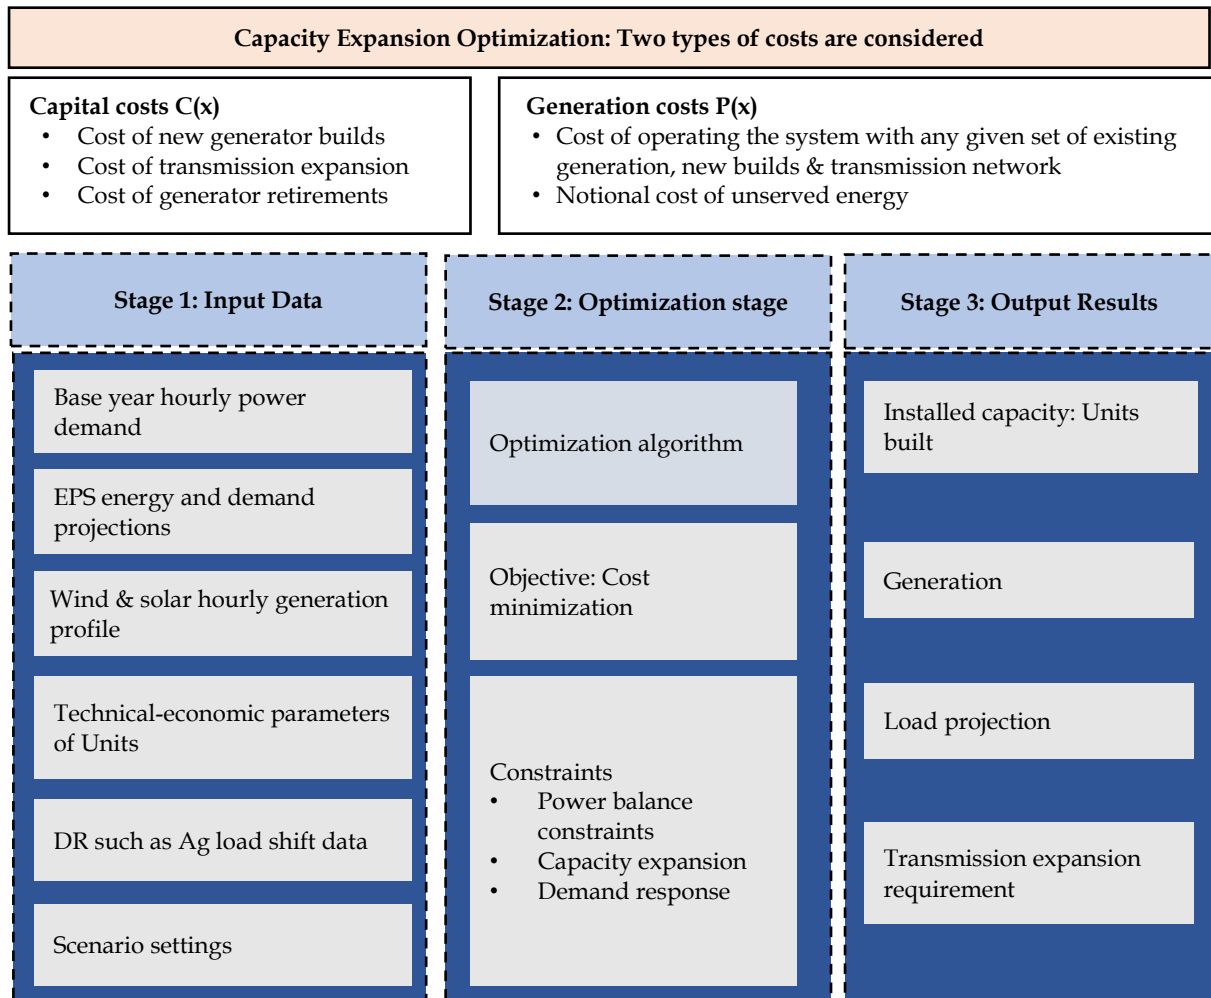 Capacity Expansion Optimization: Two types of costs are considered
Capital costs C(x)
• Cost of new generator builds
• Cost of transmission expansion
• Cost of generator retirements
Generation costs P(x)
• Cost of operating the system with any given set of existing
generation, new builds & transmission network
• Notional cost of unserved energy
Stage 1: Input Data
Base year hourly power
demand
EPS energy and demand
projections
Wind & solar hourly generation
profile
Technical-economic parameters
of Units
DR such as Ag load shift data
Scenario settings
Stage 2: Optimization stage
Optimization algorithm
Objective: Cost
minimization
Constraints
• Power balance
constraints
• Capacity expansion
• Demand response
Stage 3: Output Results
Installed capacity: Units
built
Generation
Load projection
Transmission expansion
requirement